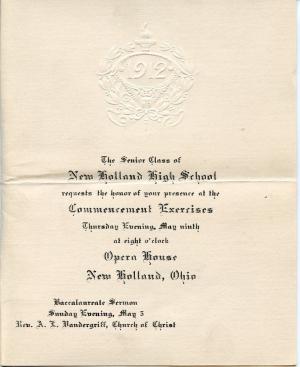 1912
The Senior Class of
New Holland High School
requests the honor of your presence at the
Commencement Exercises
Thursday Evening, May ninth
at eight o'clock
Opera House
New Holland, Ohio
Baccalaureate Sermon
Sunday Evening, May 5
Rev. A. L. Vandergriff, Church of Christ